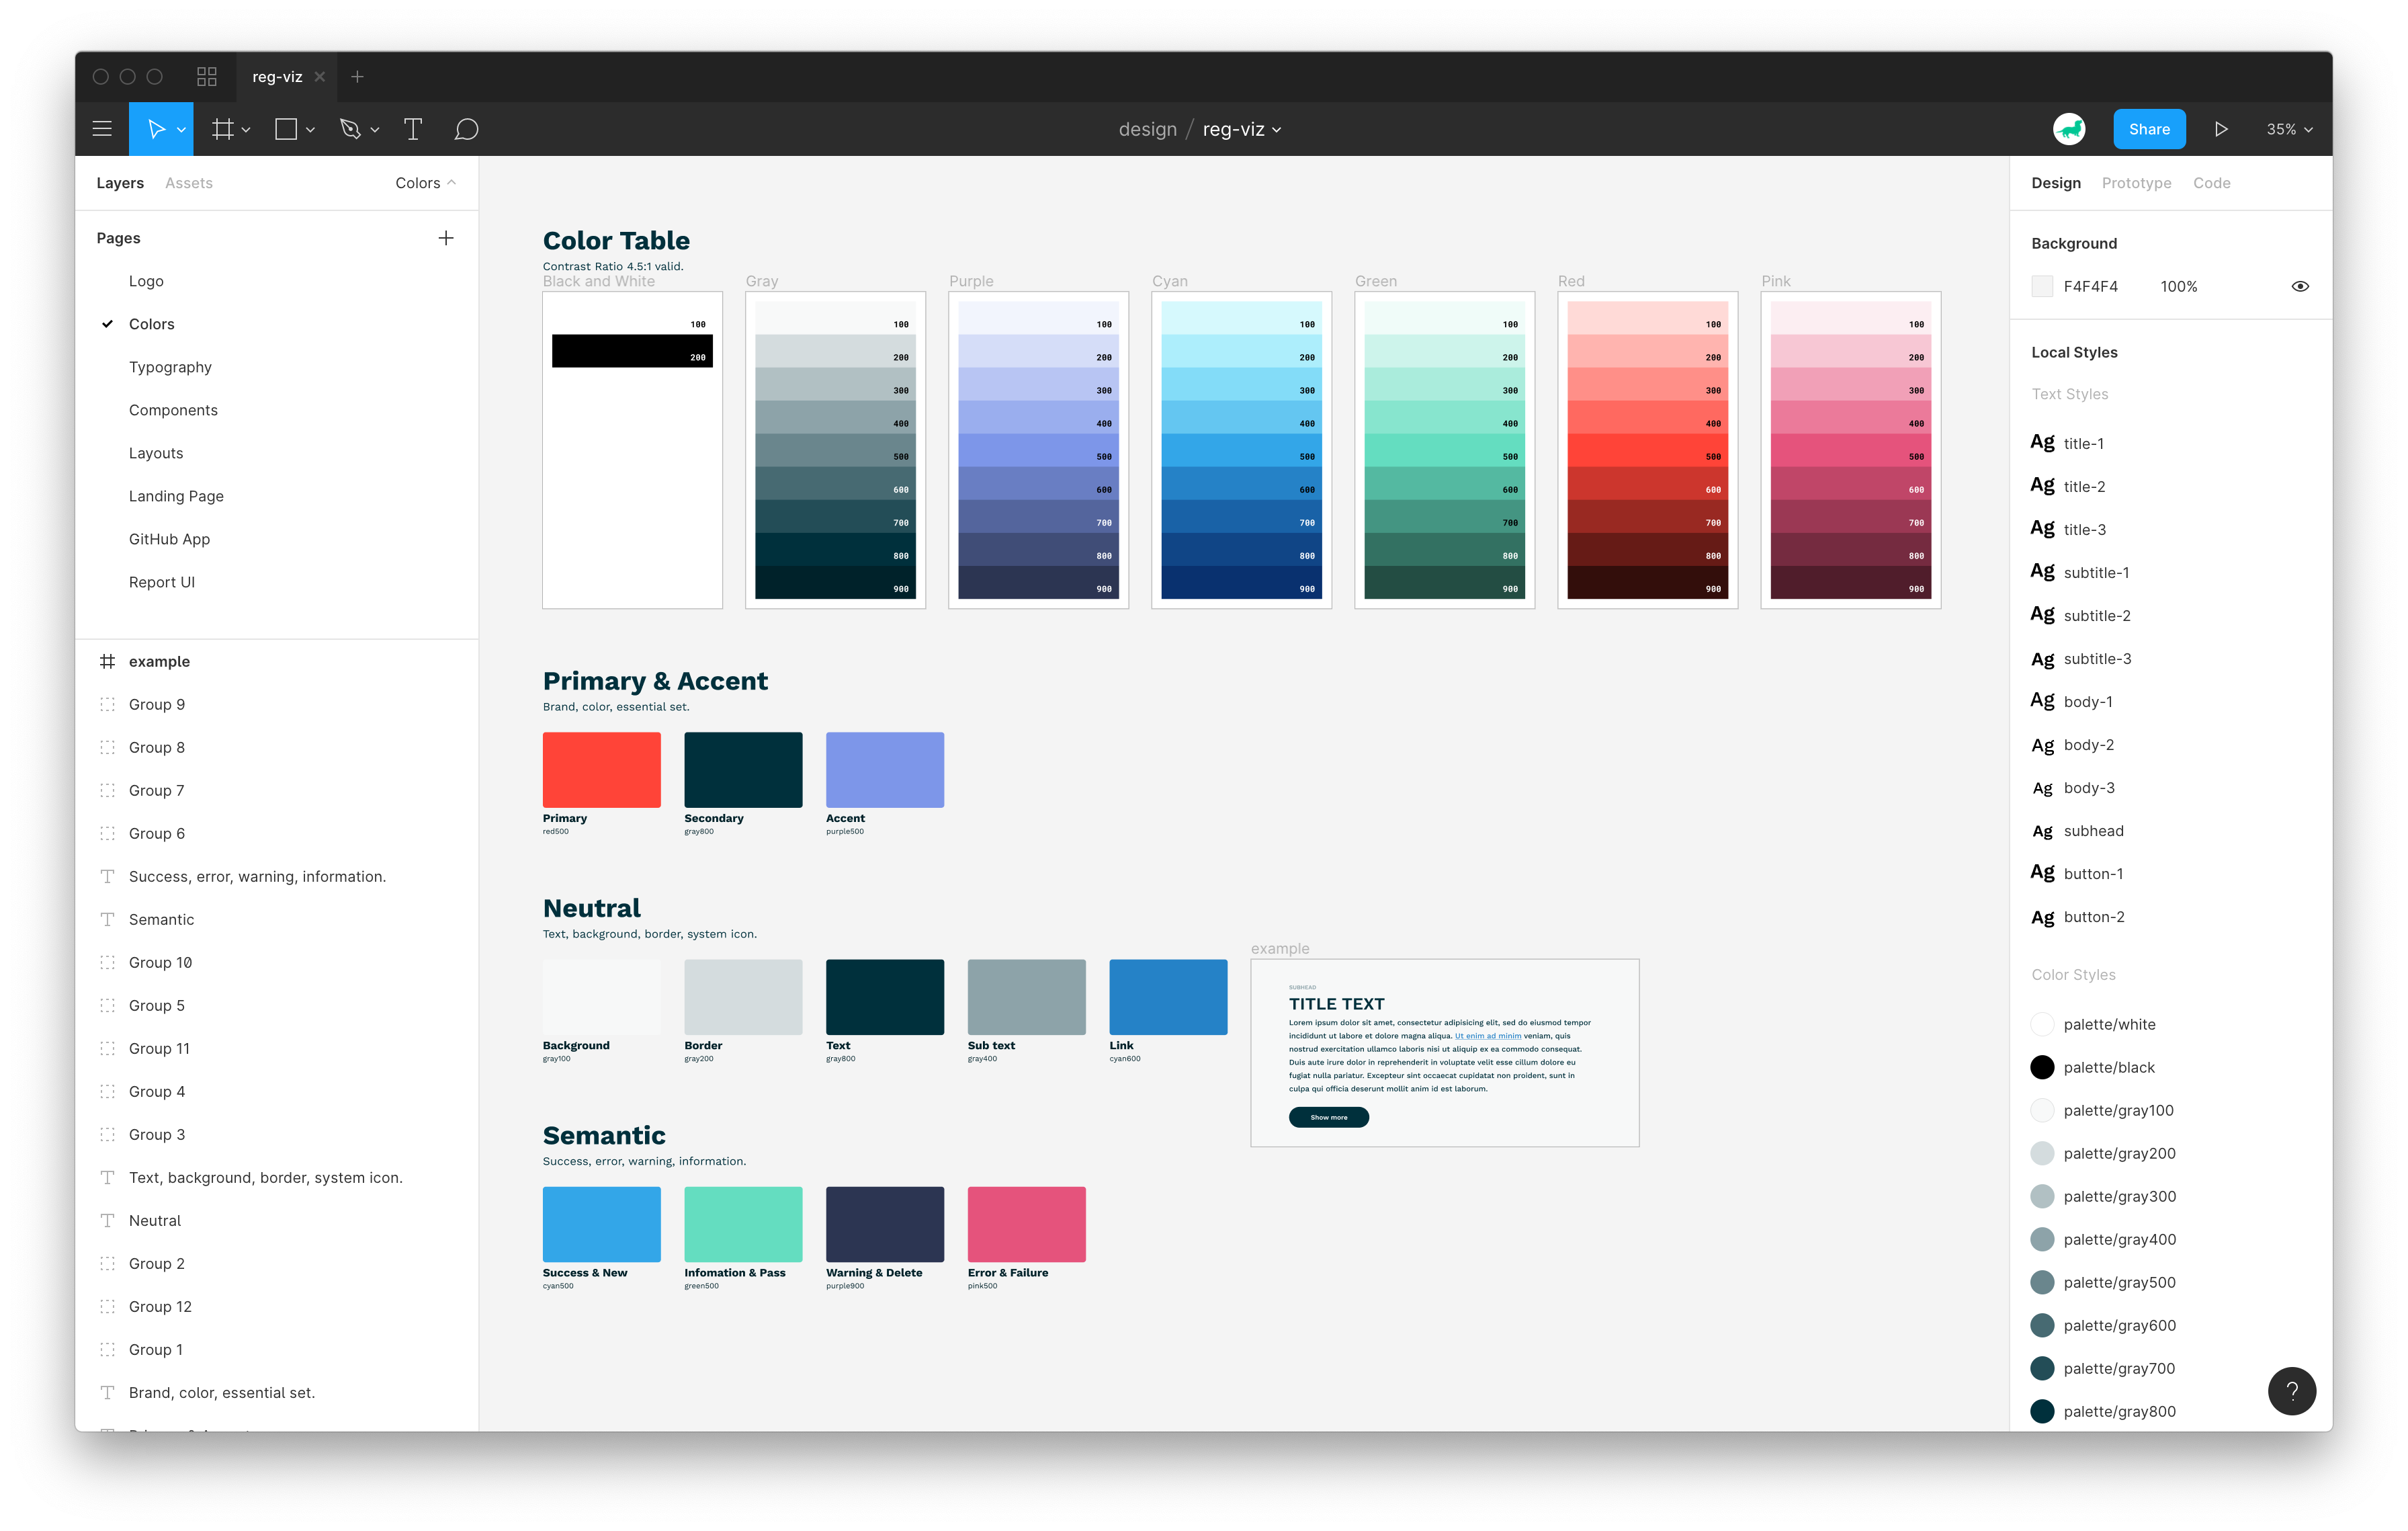 reg-viz
design / reg-viz
Share
35%
Layers Assets Colors
Pages
Logo
Colors
Typography
Components
Layouts
Landing Page
GitHub App
Report UI
example
Group 9
Group 8
Group 7
Group 6
Success, error, warning, information.
Semantic
Group 10
Group 5
Group 11
Group 4
Group 3
Text, background, border, system icon.
Neutral
Group 2
Group 12
Group 1
Brand, color, essential set.
Color Table
Contrast Ratio 4.5:1 valid.
Black and White
100
200
Gray
100
200
300
400
500
600
700
800
900
Purple
100
200
300
400
500
600
700
800
900
Cyan
100
200
300
400
500
600
700
800
900
Green
100
200
300
400
500
600
700
800
900
Red
100
200
300
400
500
600
700
800
900
Pink
100
200
300
400
500
600
700
800
900
Primary & Accent
Brand, color, essential set.
Primary
red500
Secondary
gray800
Accent
purple500
Neutral
Text, background, border, system icon.
Background
gray100
Border
gray200
Text
gray800
Sub text
gray400
Link
cyan600
example
SUBHEAD
TITLE TEXT
Lorem ipsum dolor sit amet, consectetur adipisicing elit, sed do eiusmod tempor
incididunt ut labore et dolore magna aliqua. Ut enim ad minim veniam, quis
nostrud exercitation ullamco laboris nisi ut aliquip ex ea commodo consequat.
Duis aute irure dolor in reprehenderit in voluptate velit esse cillum dolore eu
fugiat nulla pariatur. Excepteur sint occaecat cupidatat non proident, sunt in
culpa qui officia deserunt mollit anim id est laborum.
Show more
Semantic
Success, error, warning, information.
Success & New
cyan500
Infomation & Pass
green500
Warning & Delete
purple900
Error & Failure
pink500
Design Prototype Code
Background
F4F4F4 100%
Local Styles
Text Styles
Ag title-1
Ag title-2
Ag title-3
Ag subtitle-1
Ag subtitle-2
Ag subtitle-3
Ag body-1
Ag body-2
Ag body-3
Ag subhead
Ag button-1
Ag button-2
Color Styles
palette/white
palette/black
palette/gray100
palette/gray200
palette/gray300
palette/gray400
palette/gray500
palette/gray600
palette/gray700
palette/gray800
?